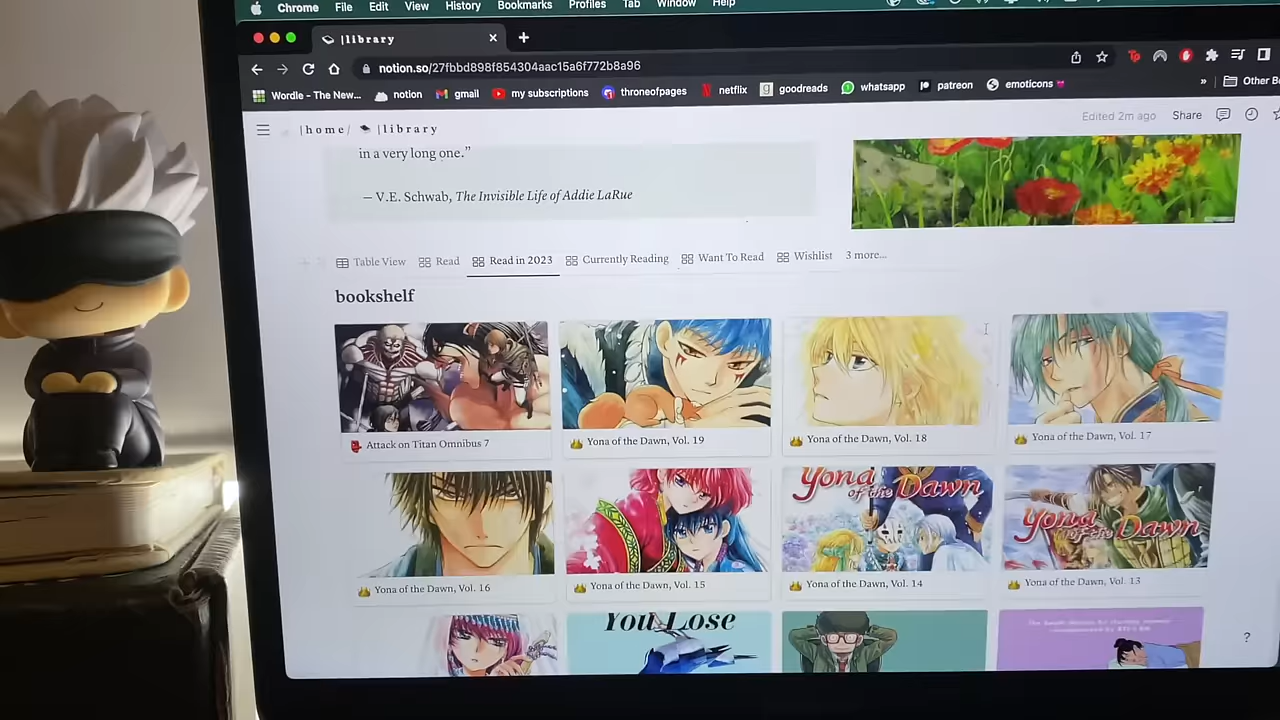 Chrome File Edit View History Bookmarks Profiles Tab Window Help
|library
notion.so/27fbbd898f854304aac15a6f772b8a96
Wordle - The New... notion gmail my subscriptions throneofpages netflix goodreads whatsapp patreon emoticons » Other Bo
|home/ |library Edited 2m ago Share
in a very long one.”
— V.E. Schwab, The Invisible Life of Addie LaRue
Table View Read Read in 2023 Currently Reading Want To Read Wishlist 3 more...
bookshelf
Attack on Titan Omnibus 7 Yona of the Dawn, Vol. 19 Yona of the Dawn, Vol. 18 Yona of the Dawn, Vol. 17
Yona of the Dawn Yona of the Dawn
Yona of the Dawn, Vol. 16 Yona of the Dawn, Vol. 15 Yona of the Dawn, Vol. 14 Yona of the Dawn, Vol. 13
You Lose
?